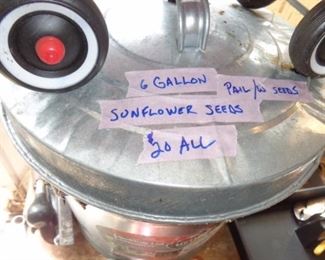 6 GALLON PAIL/W SEEDS
SUNFLOWER SEEDS
$20 ALL